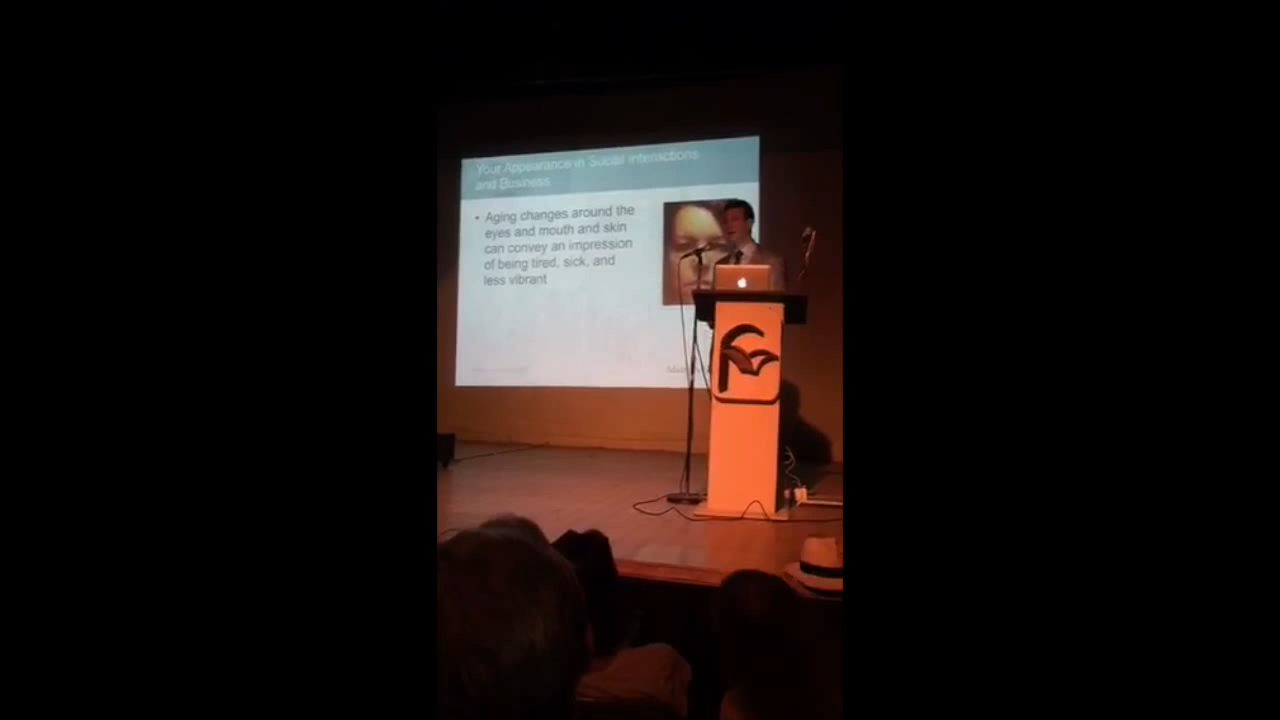 Your Appearance in Social Interactions
and Business
• Aging changes around the
eyes and mouth and skin
can convey an impression
of being tired, sick, and
less vibrant